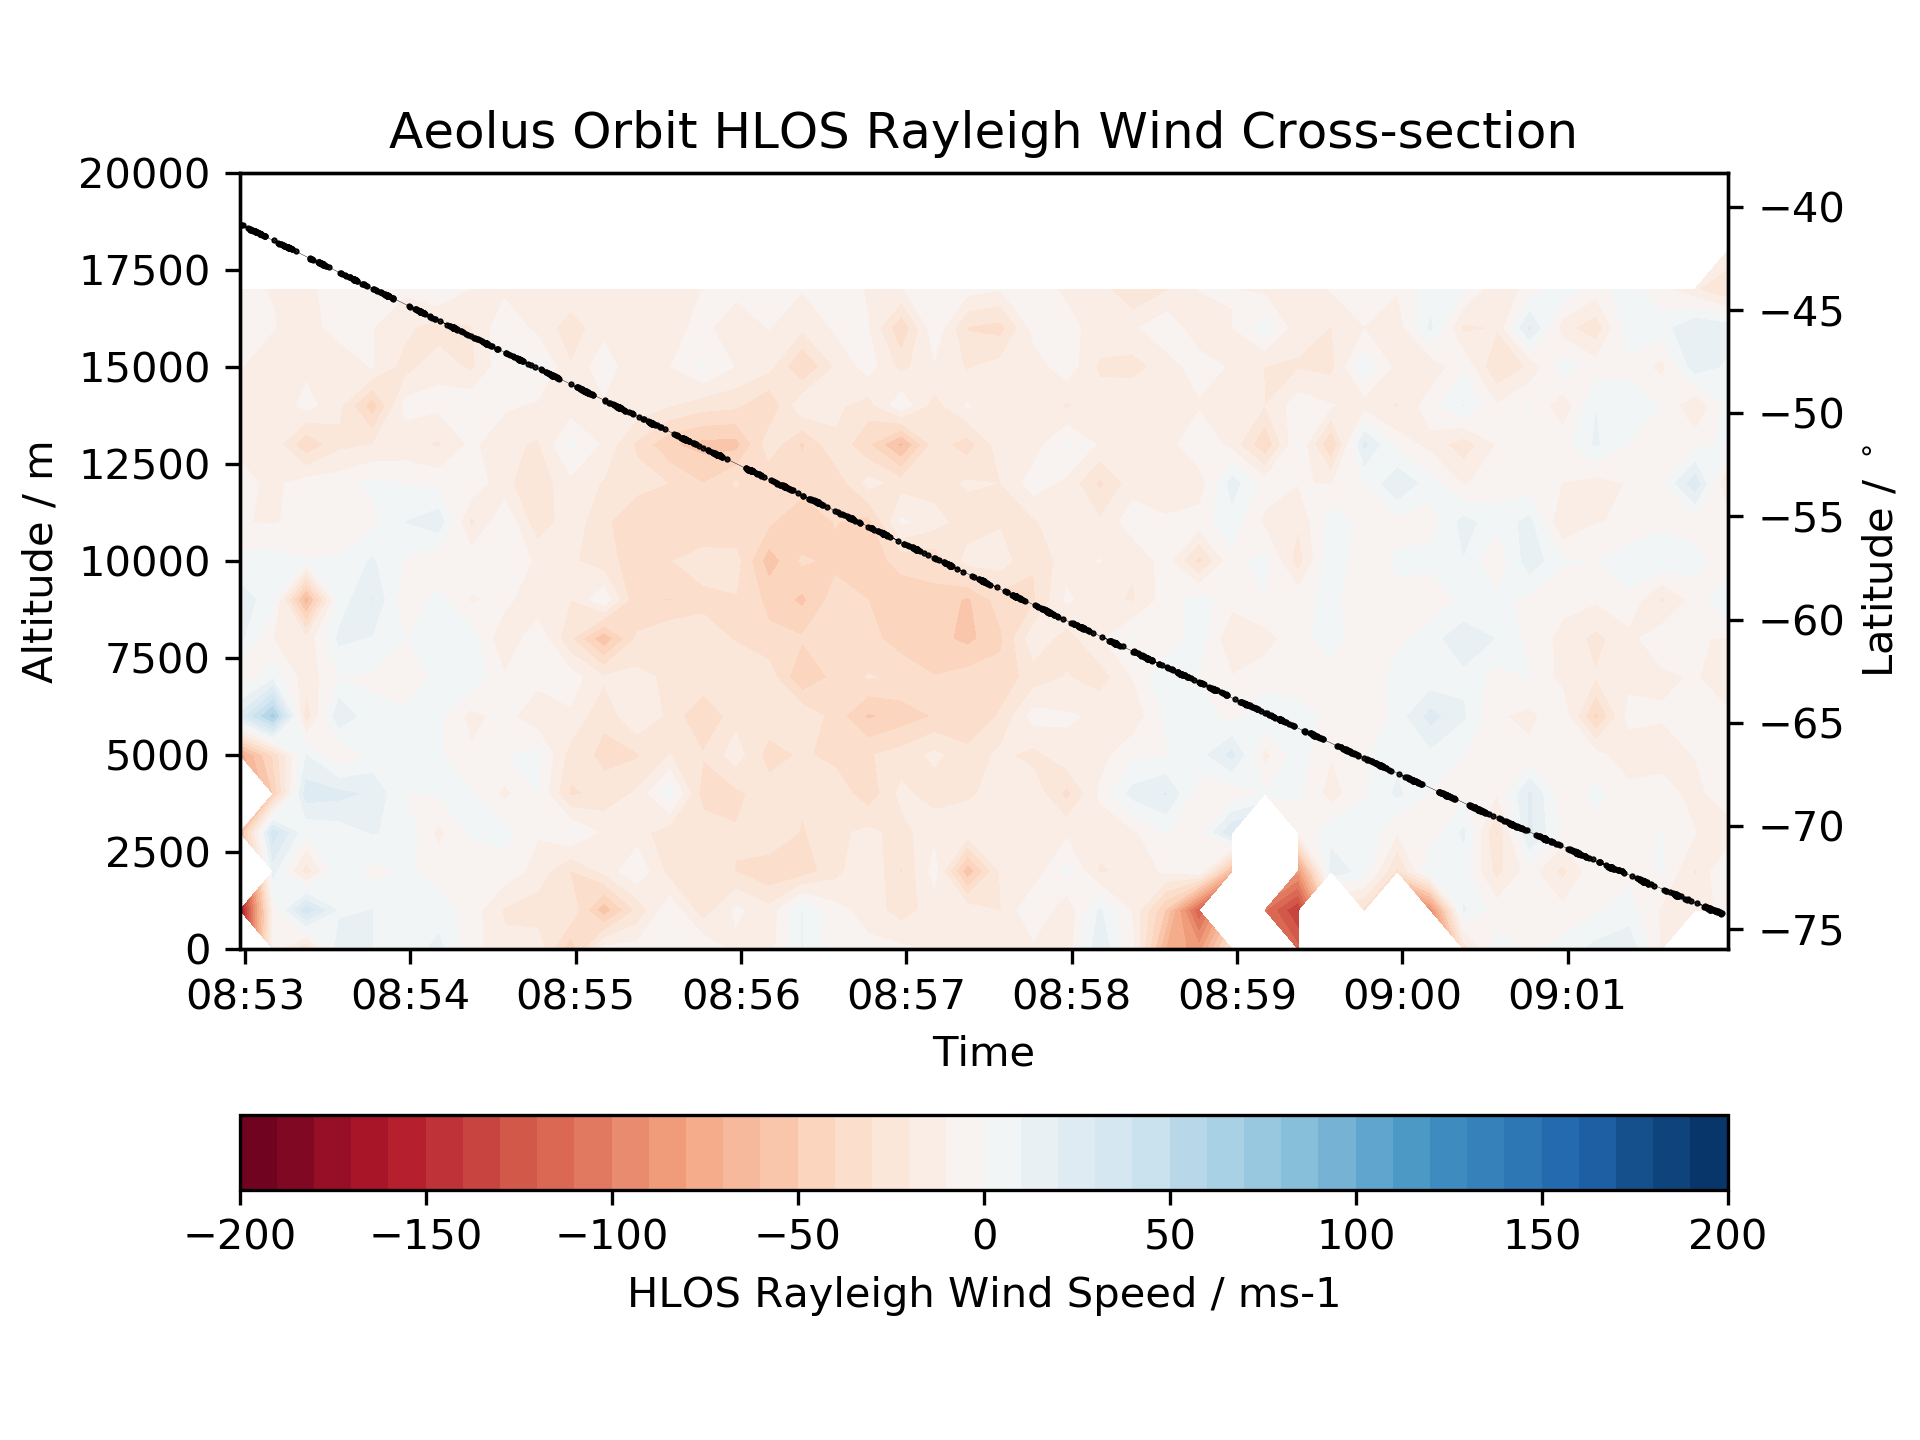 Aeolus Orbit HLOS Rayleigh Wind Cross-section
20000
17500
15000
12500
10000
7500
5000
2500
0
Altitude / m
−40
−45
−50
−55
−60
−65
−70
−75
Latitude / °
08:53 08:54 08:55 08:56 08:57 08:58 08:59 09:00 09:01
Time
−200 −150 −100 −50 0 50 100 150 200
HLOS Rayleigh Wind Speed / ms-1